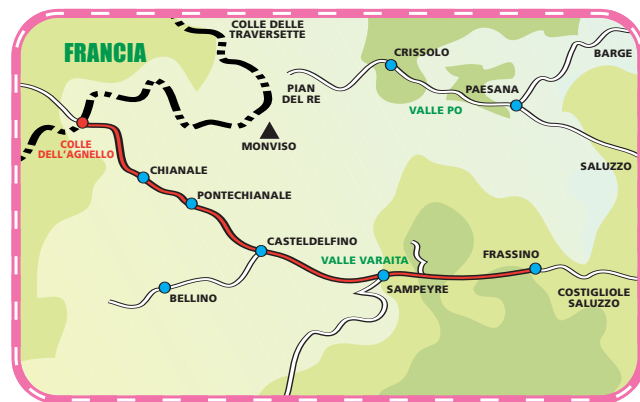 COLLE DELLE
TRAVERSETTE
FRANCIA
CRISSOLO
BARGE
PIAN
DEL RE
PAESANA
VALLE PO
COLLE
DELL'AGNELLO
MONVISO
SALUZZO
CHIANALE
PONTECHIANALE
CASTELDELFINO
VALLE VARAITA
FRASSINO
BELLINO
SAMPEYRE
COSTIGLIOLE
SALUZZO